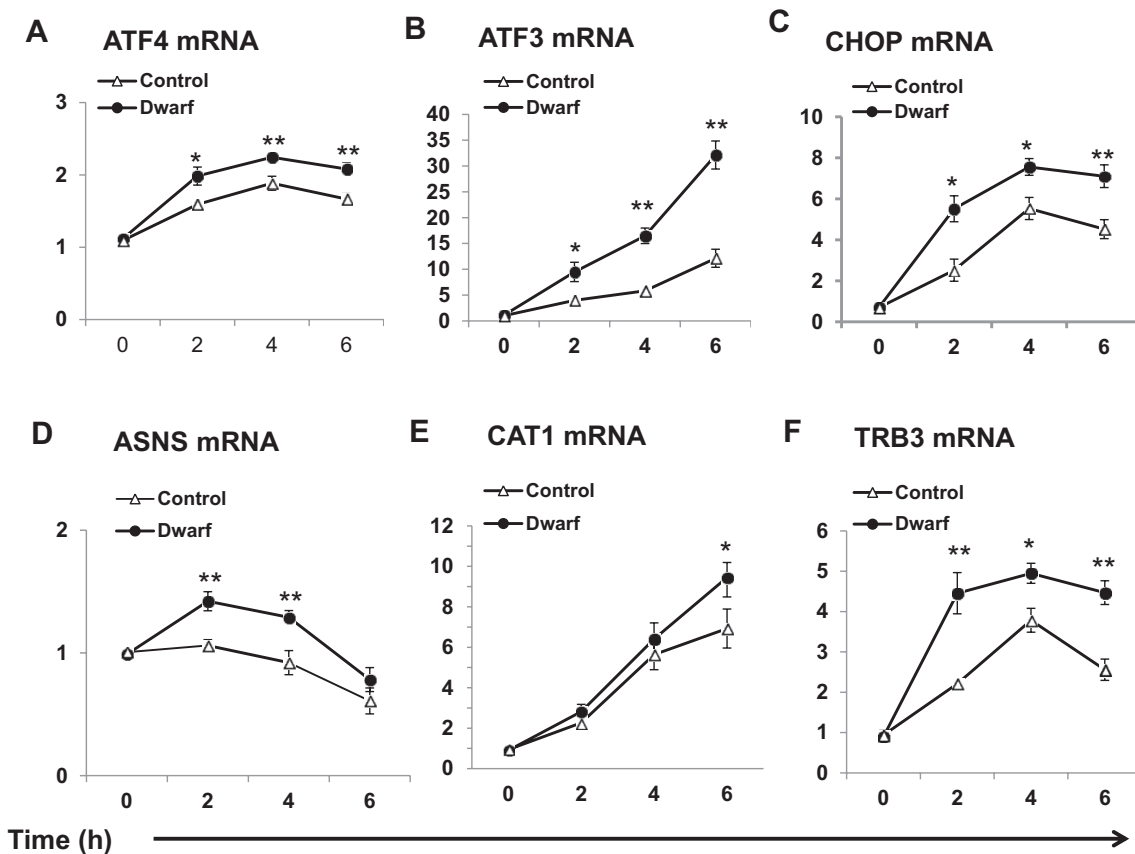 A ATF4 mRNA
Control
Dwarf
3
2
1
0
* ** **
0 2 4 6
B ATF3 mRNA
Control
Dwarf
40
35
30
25
20
15
10
5
0
* ** **
0 2 4 6
C CHOP mRNA
Control
Dwarf
10
8
6
4
2
0
* * **
0 2 4 6
D ASNS mRNA
Control
Dwarf
2
1
0
** **
0 2 4 6
E CAT1 mRNA
Control
Dwarf
12
10
8
6
4
2
0
*
0 2 4 6
F TRB3 mRNA
Control
Dwarf
6
5
4
3
2
1
0
** * **
0 2 4 6
Time (h)